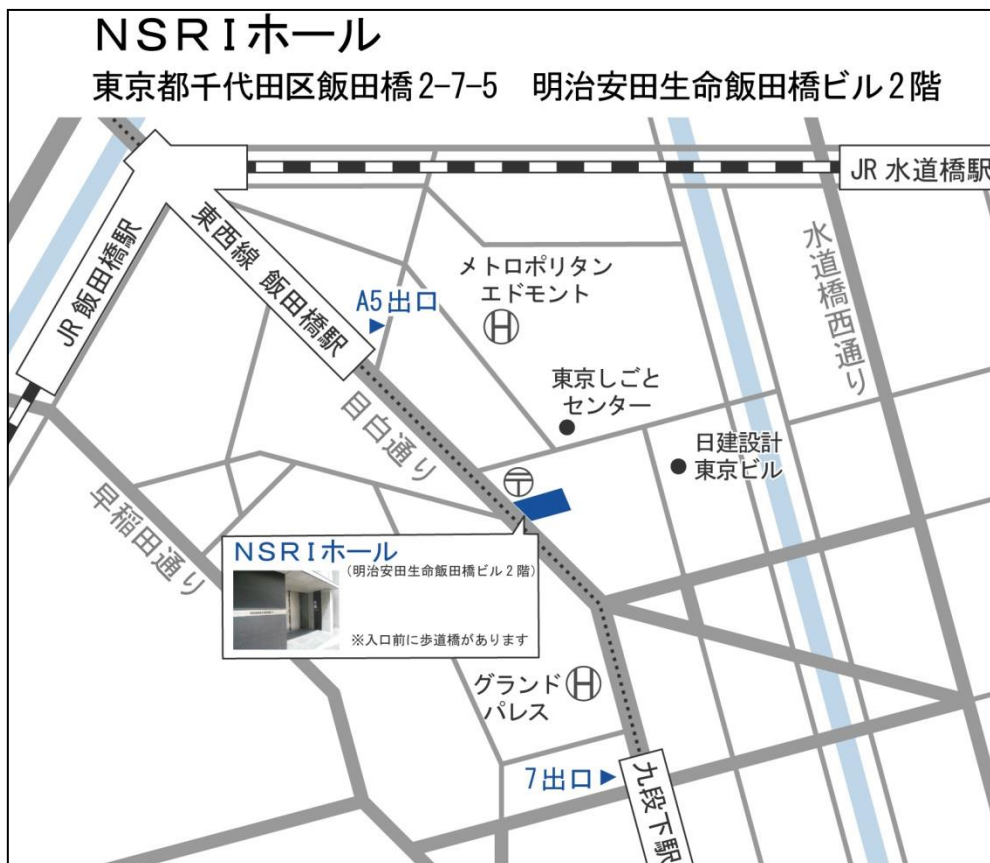 NSRIホール
東京都千代田区飯田橋2-7-5　明治安田生命飯田橋ビル2階
JR 水道橋駅
JR 飯田橋駅
東西線 飯田橋駅
水道橋西通り
メトロポリタン
エドモント
H
A5出口
東京しごと
センター
目白通り
日建設計
東京ビル
早稲田通り
〒
NSRIホール
(明治安田生命飯田橋ビル2階)
※入口前に歩道橋があります
グランド
パレス
H
7出口
九段下駅